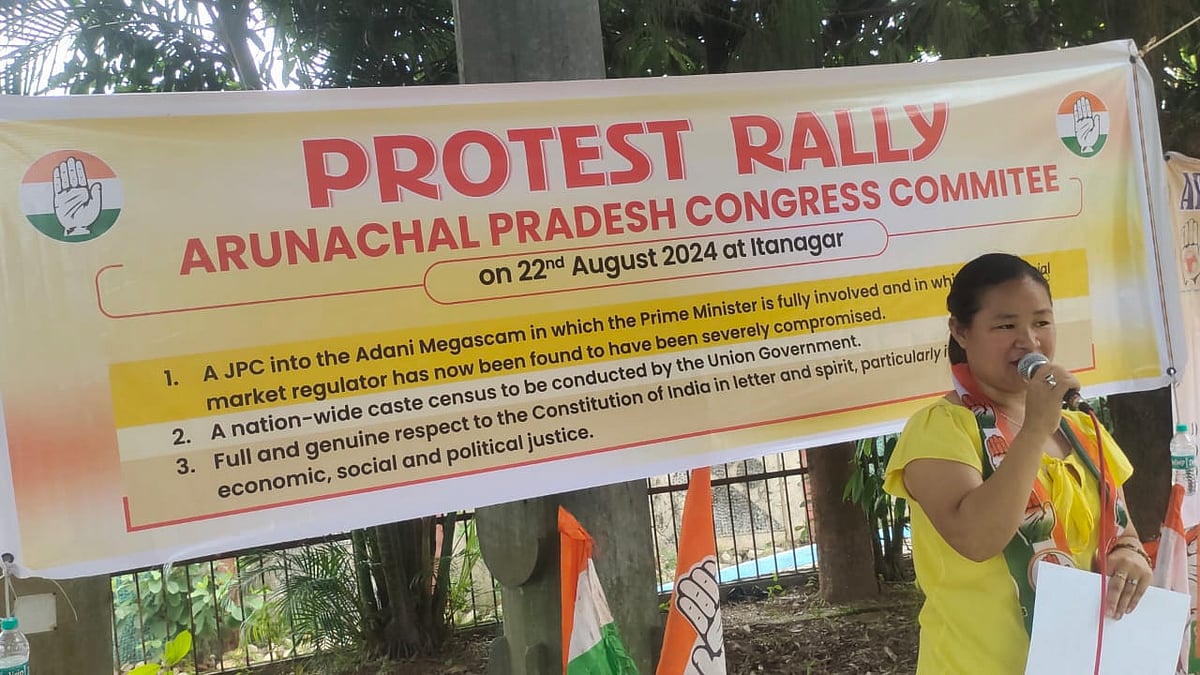 PROTEST RALLY
ARUNACHAL PRADESH CONGRESS COMMITEE
on 22nd August 2024 at Itanagar
1. A JPC into the Adani Megascam in which the Prime Minister is fully involved and in
market regulator has now been found to have been severely compromised.
2. A nation-wide caste census to be conducted by the Union Government.
3. Full and genuine respect to the Constitution of India in letter and spirit, particularly
economic, social and political justice.